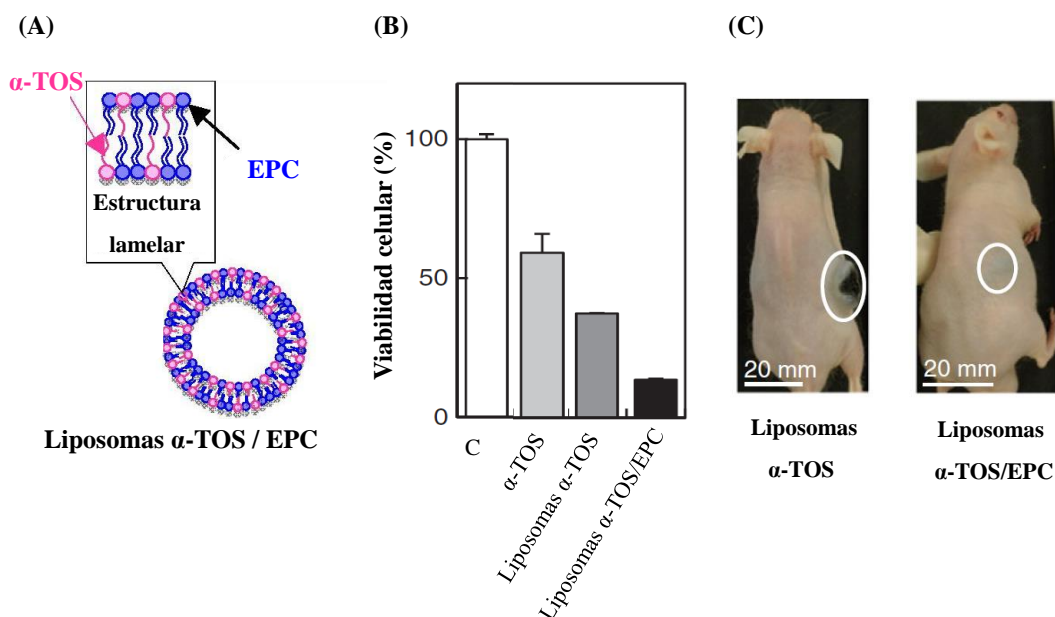 (A)
α-TOS
EPC
Estructura
lamelar
Liposomas α-TOS / EPC
(B)
Viabilidad celular (%)
100
50
0
C
α-TOS
Liposomas α-TOS
Liposomas α-TOS/EPC
(C)
20 mm
20 mm
Liposomas
α-TOS
Liposomas
α-TOS/EPC